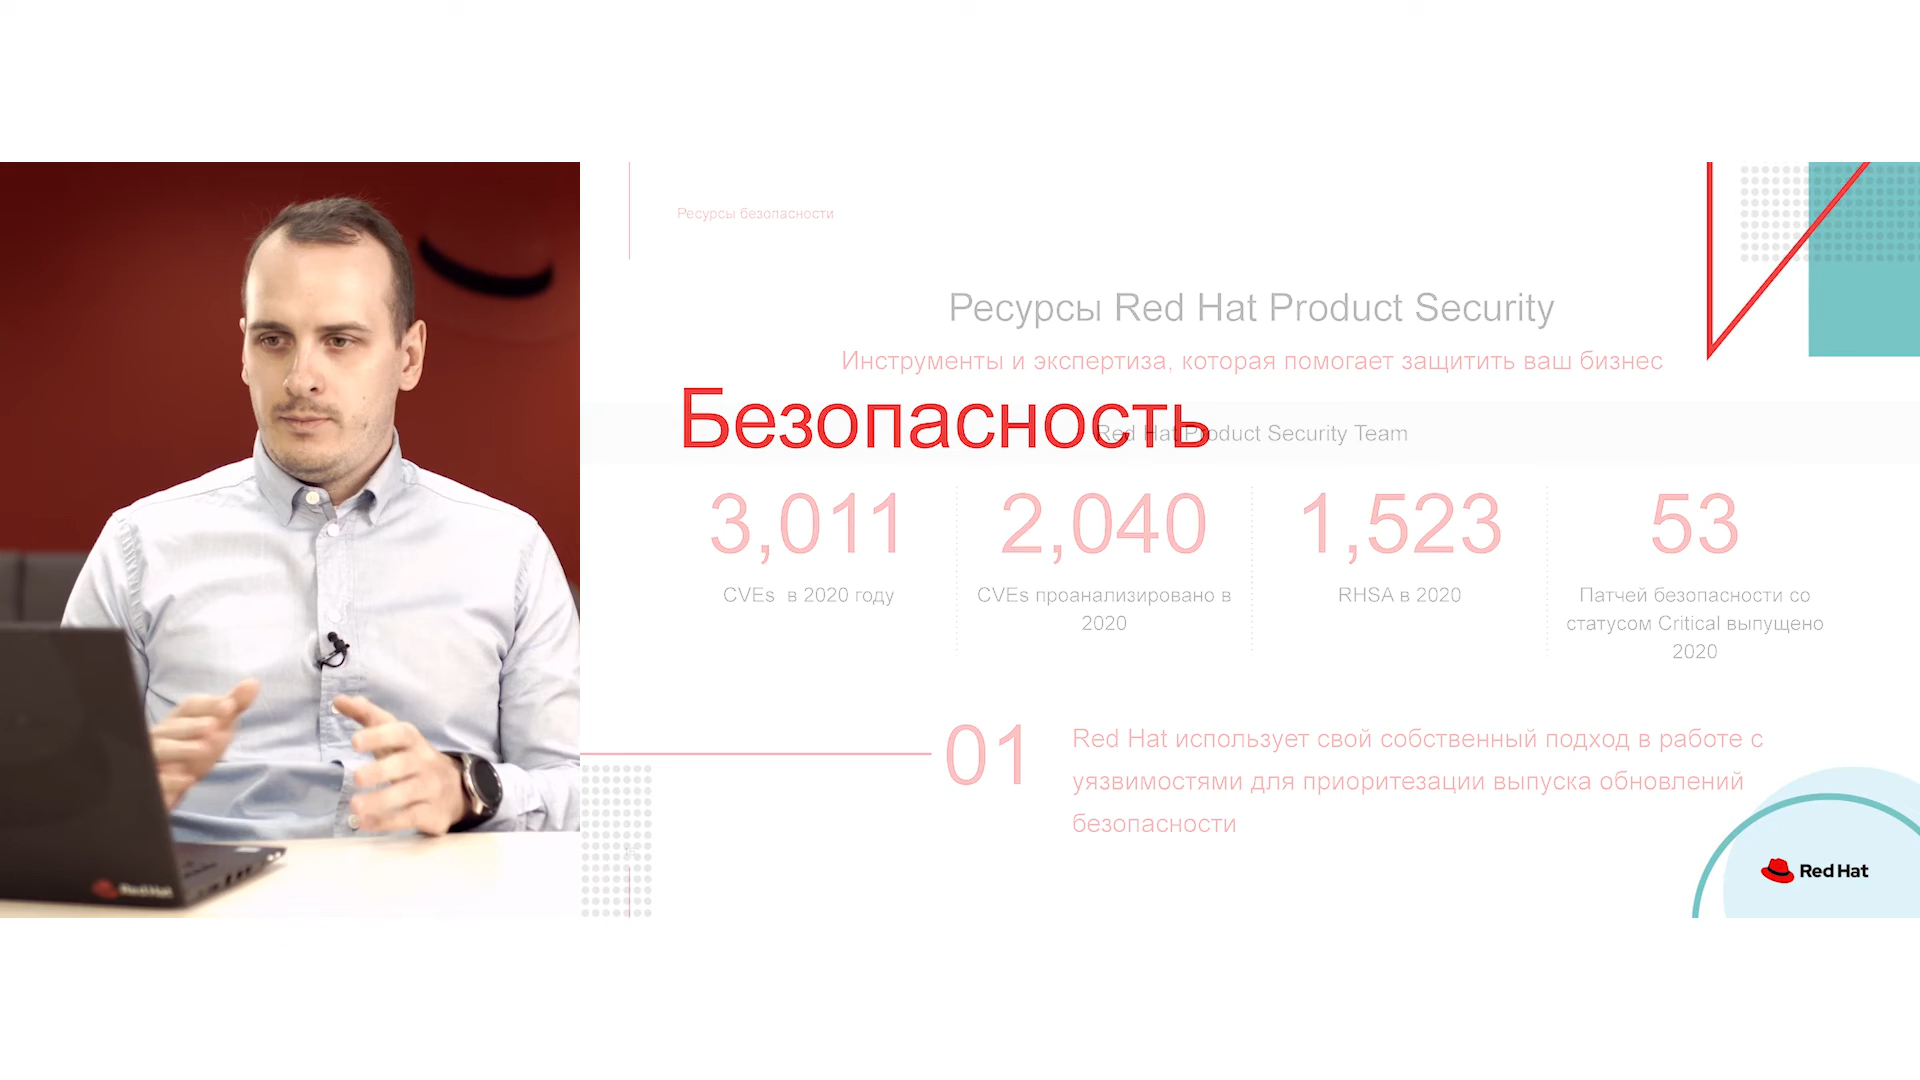 Ресурсы безопасности
Ресурсы Red Hat Product Security
Инструменты и экспертиза, которая помогает защитить ваш бизнес
Безопасность
Red Hat Product Security Team
3,011
CVEs в 2020 году
2,040
CVEs проанализировано в
2020
1,523
RHSA в 2020
53
Патчей безопасности со
статусом Critical выпущено
2020
01
Red Hat использует свой собственный подход в работе с
уязвимостями для приоритезации выпуска обновлений
безопасности
Red Hat
Red Hat